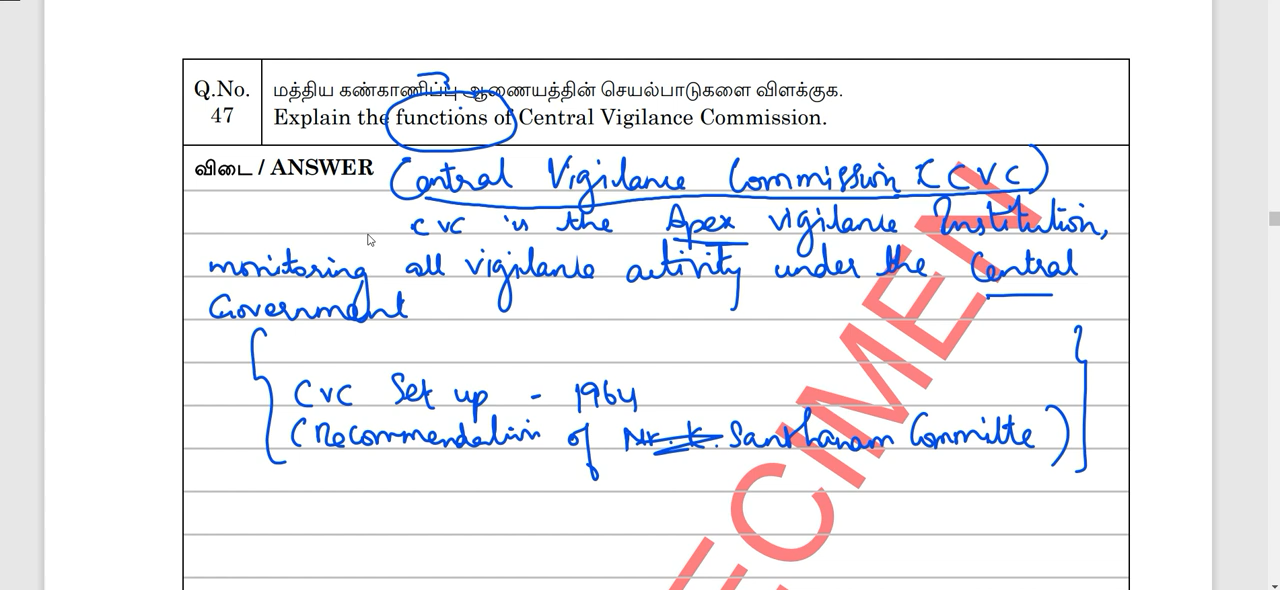 Q.No. 47
மத்திய கண்காணிப்பு ஆணையத்தின் செயல்பாடுகளை விளக்குக.
Explain the functions of Central Vigilance Commission.
விடை / ANSWER
Central Vigilance Commission (CVC)
CVC is the Apex vigilance Institution,
monitoring all vigilance activity under the Central
Government
CVC Set up - 1964
(Recommendation of Santhanam Committe)
SPECIMEN